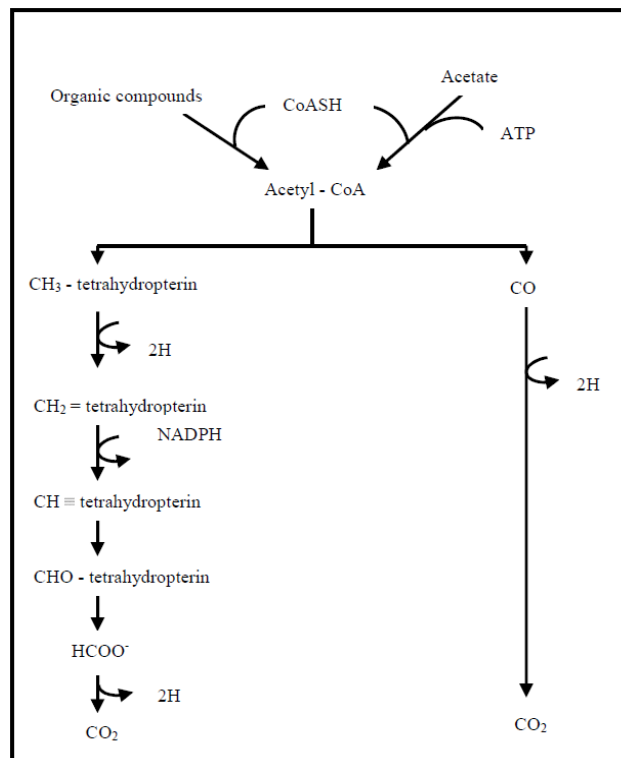 Acetate
Organic compounds
CoASH
ATP
Acetyl - CoA
CH₃ - tetrahydropterin
CO
2H
2H
CH₂ = tetrahydropterin
NADPH
CH ≡ tetrahydropterin
CHO - tetrahydropterin
HCOO⁻
2H
CO₂
CO₂